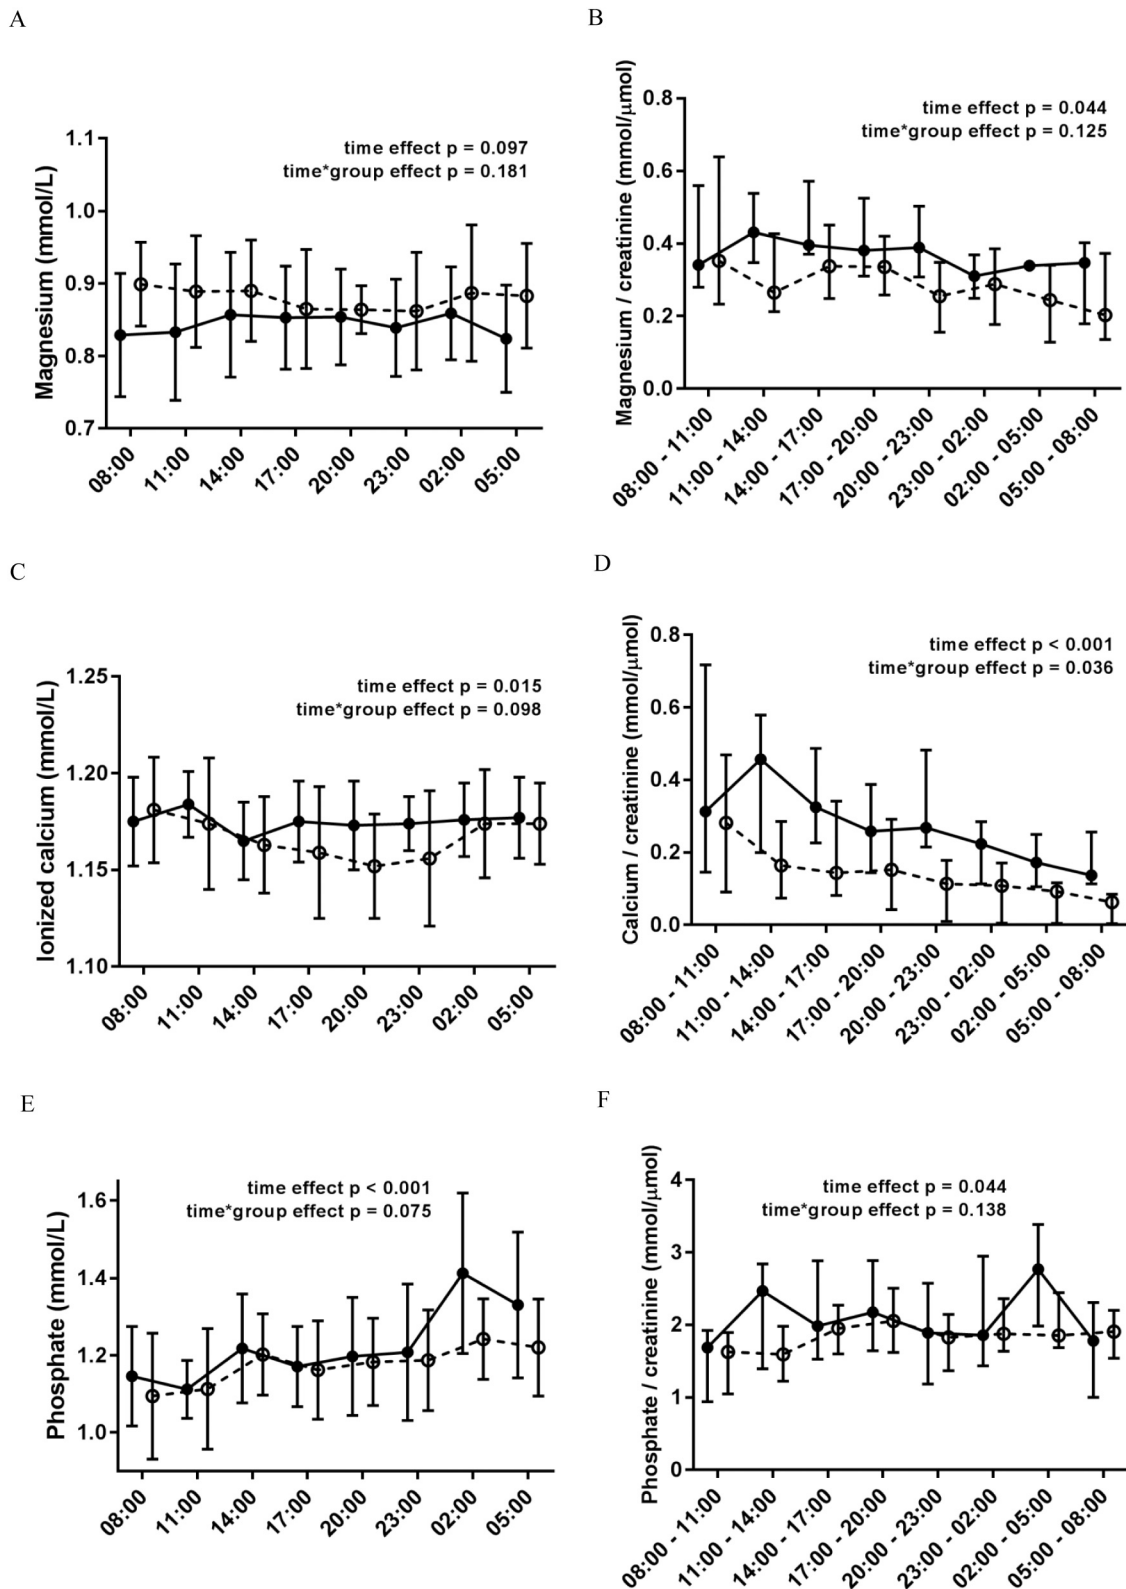 A
time effect p = 0.097
time*group effect p = 0.181
Magnesium (mmol/L)
1.1
1.0
0.9
0.8
0.7
08:00
11:00
14:00
17:00
20:00
23:00
02:00
05:00
B
time effect p = 0.044
time*group effect p = 0.125
Magnesium / creatinine (mmol/μmol)
0.8
0.6
0.4
0.2
0.0
08:00 - 11:00
11:00 - 14:00
14:00 - 17:00
17:00 - 20:00
20:00 - 23:00
23:00 - 02:00
02:00 - 05:00
05:00 - 08:00
C
time effect p = 0.015
time*group effect p = 0.098
Ionized calcium (mmol/L)
1.25
1.20
1.15
1.10
08:00
11:00
14:00
17:00
20:00
23:00
02:00
05:00
D
time effect p < 0.001
time*group effect p = 0.036
Calcium / creatinine (mmol/μmol)
0.8
0.6
0.4
0.2
0.0
08:00 - 11:00
11:00 - 14:00
14:00 - 17:00
17:00 - 20:00
20:00 - 23:00
23:00 - 02:00
02:00 - 05:00
05:00 - 08:00
E
time effect p < 0.001
time*group effect p = 0.075
Phosphate (mmol/L)
1.6
1.4
1.2
1.0
08:00
11:00
14:00
17:00
20:00
23:00
02:00
05:00
F
time effect p = 0.044
time*group effect p = 0.138
Phosphate / creatinine (mmol/μmol)
4
3
2
1
0
08:00 - 11:00
11:00 - 14:00
14:00 - 17:00
17:00 - 20:00
20:00 - 23:00
23:00 - 02:00
02:00 - 05:00
05:00 - 08:00